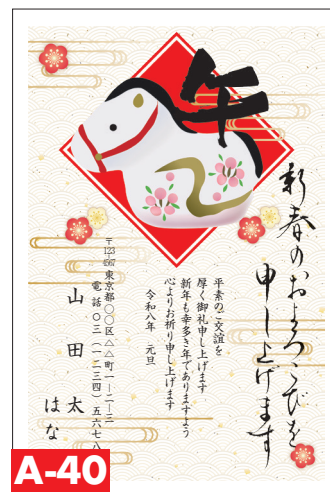 午
新春のおよろこびを
申し上げます
平素のご交誼を
厚く御礼申し上げます
新年も幸多き年でありますよう
心よりお祈り申し上げます
令和八年 元旦
〒123-4567
東京都〇〇区△△町一-二-三
電話〇三(一二三四)五六七八
山田太
はな
A-40